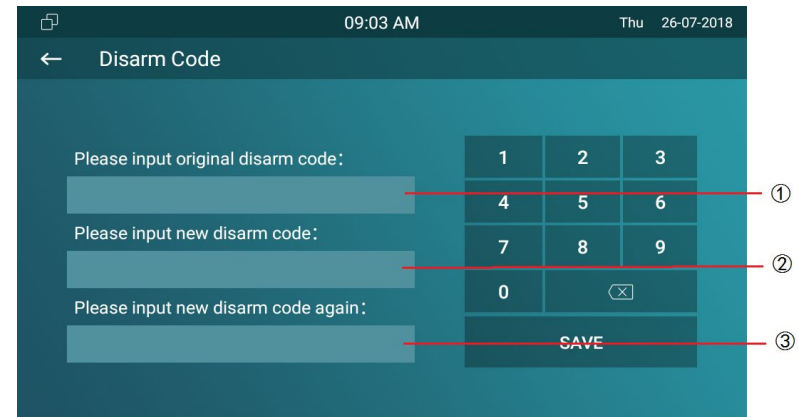 09:03 AM Thu 26-07-2018
← Disarm Code
Please input original disarm code：
Please input new disarm code：
Please input new disarm code again：
1 2 3
4 5 6
7 8 9
0
SAVE
①
②
③